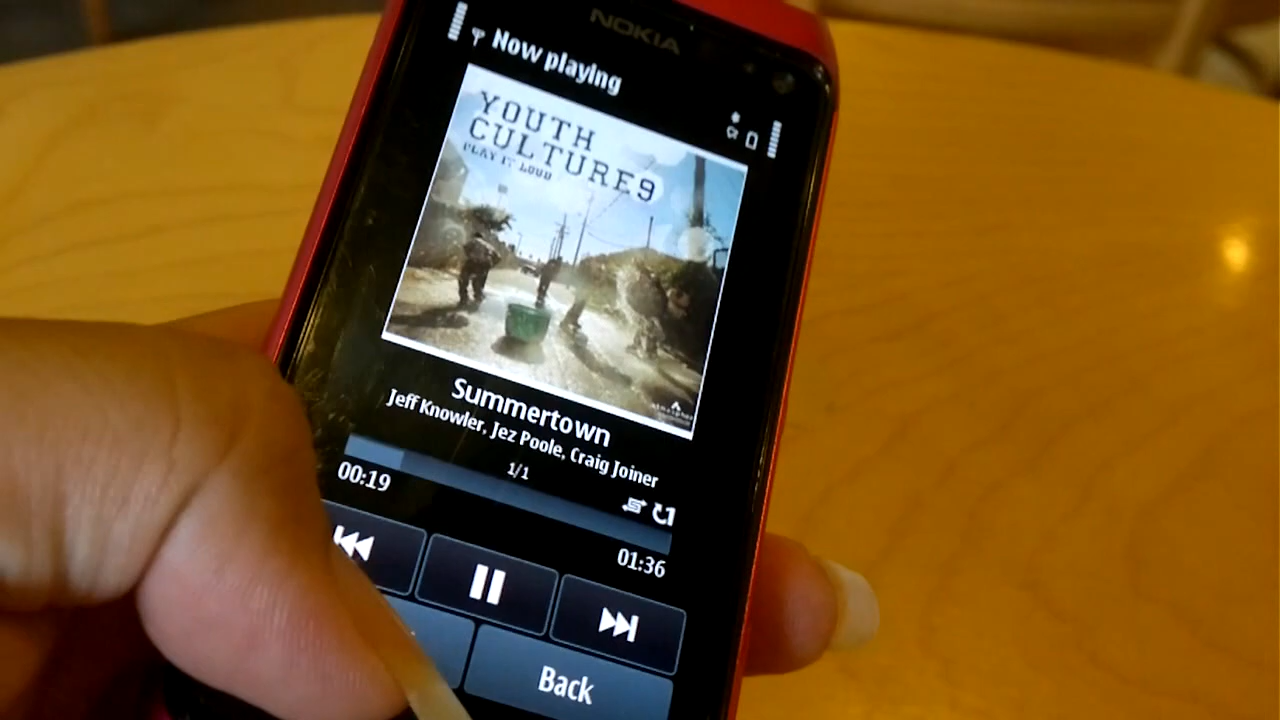 NOKIA
Now playing
YOUTH
CULTURE9
PLAY IT LOUD
Summertown
Jeff Knowler, Jez Poole, Craig Joiner
1/1
00:19
01:36
Back